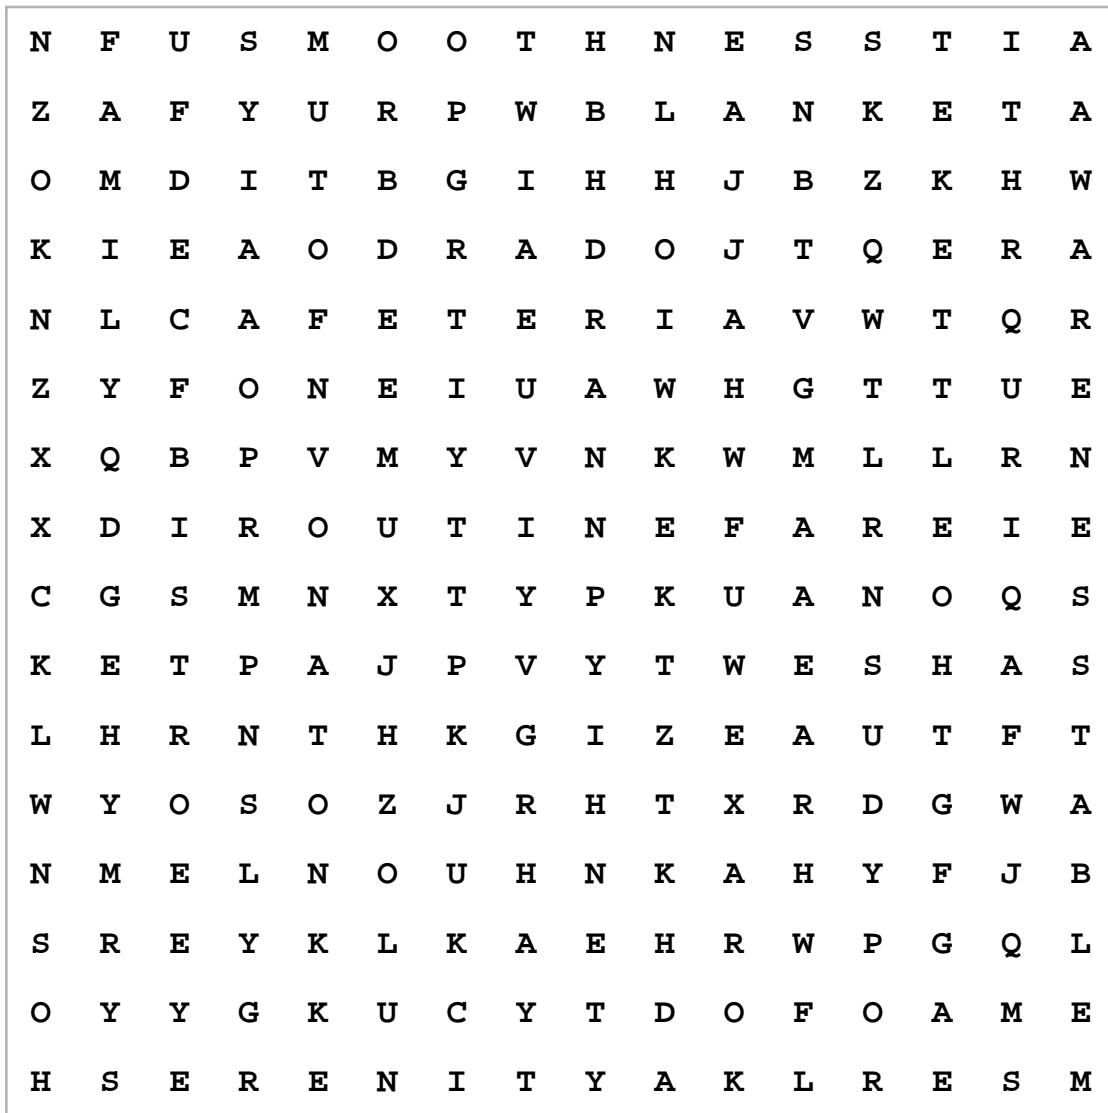 N F U S M O O T H N E S S T I A
Z A F Y U R P W B L A N K E T A
O M D I T B G I H H J B Z K H W
K I E A O D R A D O J T Q E R A
N L C A F E T E R I A V W T Q R
Z Y F O N E I U A W H G T T U E
X Q B P V M Y V N K W M L L R N
X D I R O U T I N E F A R E I E
C G S M N X T Y P K U A N O Q S
K E T P A J P V Y T W E S H A S
L H R N T H K G I Z E A U T F T
W Y O S O Z J R H T X R D G W A
N M E L N O U H N K A H Y F J B
S R E Y K L K A E H R W P G Q L
O Y Y G K U C Y T D O F O A M E
H S E R E N I T Y A K L R E S M